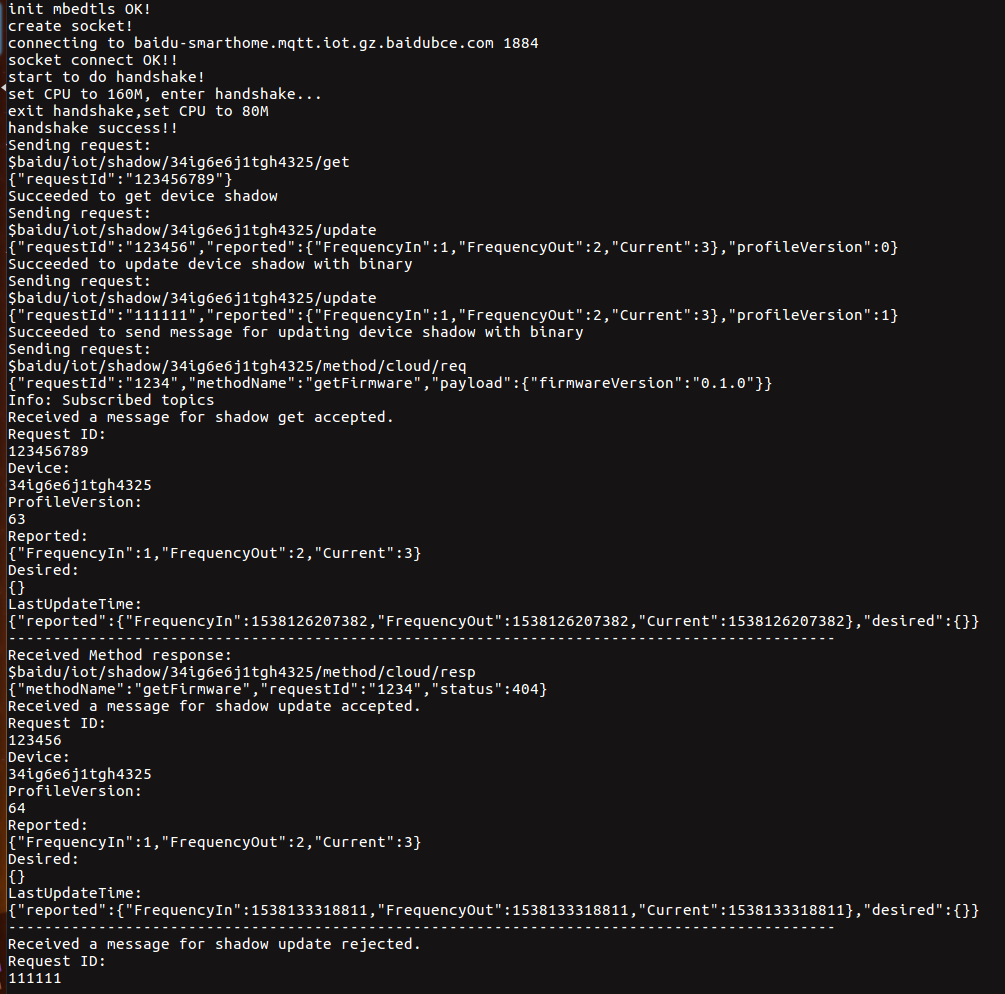 init mbedtls OK!
create socket!
connecting to baidu-smarthome.mqtt.iot.gz.baidubce.com 1884
socket connect OK!!
start to do handshake!
set CPU to 160M, enter handshake...
exit handshake,set CPU to 80M
handshake success!!
Sending request:
$baidu/iot/shadow/34ig6e6j1tgh4325/get
{"requestId":"123456789"}
Succeeded to get device shadow
Sending request:
$baidu/iot/shadow/34ig6e6j1tgh4325/update
{"requestId":"123456","reported":{"FrequencyIn":1,"FrequencyOut":2,"Current":3},"profileVersion":0}
Succeeded to update device shadow with binary
Sending request:
$baidu/iot/shadow/34ig6e6j1tgh4325/update
{"requestId":"111111","reported":{"FrequencyIn":1,"FrequencyOut":2,"Current":3},"profileVersion":1}
Succeeded to send message for updating device shadow with binary
Sending request:
$baidu/iot/shadow/34ig6e6j1tgh4325/method/cloud/req
{"requestId":"1234","methodName":"getFirmware","payload":{"firmwareVersion":"0.1.0"}}
Info: Subscribed topics
Received a message for shadow get accepted.
Request ID:
123456789
Device:
34ig6e6j1tgh4325
ProfileVersion:
63
Reported:
{"FrequencyIn":1,"FrequencyOut":2,"Current":3}
Desired:
{}
LastUpdateTime:
{"reported":{"FrequencyIn":1538126207382,"FrequencyOut":1538126207382,"Current":1538126207382},"desired":{}}
--------------------------------------------------------------------------------------------
Received Method response:
$baidu/iot/shadow/34ig6e6j1tgh4325/method/cloud/resp
{"methodName":"getFirmware","requestId":"1234","status":404}
Received a message for shadow update accepted.
Request ID:
123456
Device:
34ig6e6j1tgh4325
ProfileVersion:
64
Reported:
{"FrequencyIn":1,"FrequencyOut":2,"Current":3}
Desired:
{}
LastUpdateTime:
{"reported":{"FrequencyIn":1538133318811,"FrequencyOut":1538133318811,"Current":1538133318811},"desired":{}}
--------------------------------------------------------------------------------------------
Received a message for shadow update rejected.
Request ID:
111111